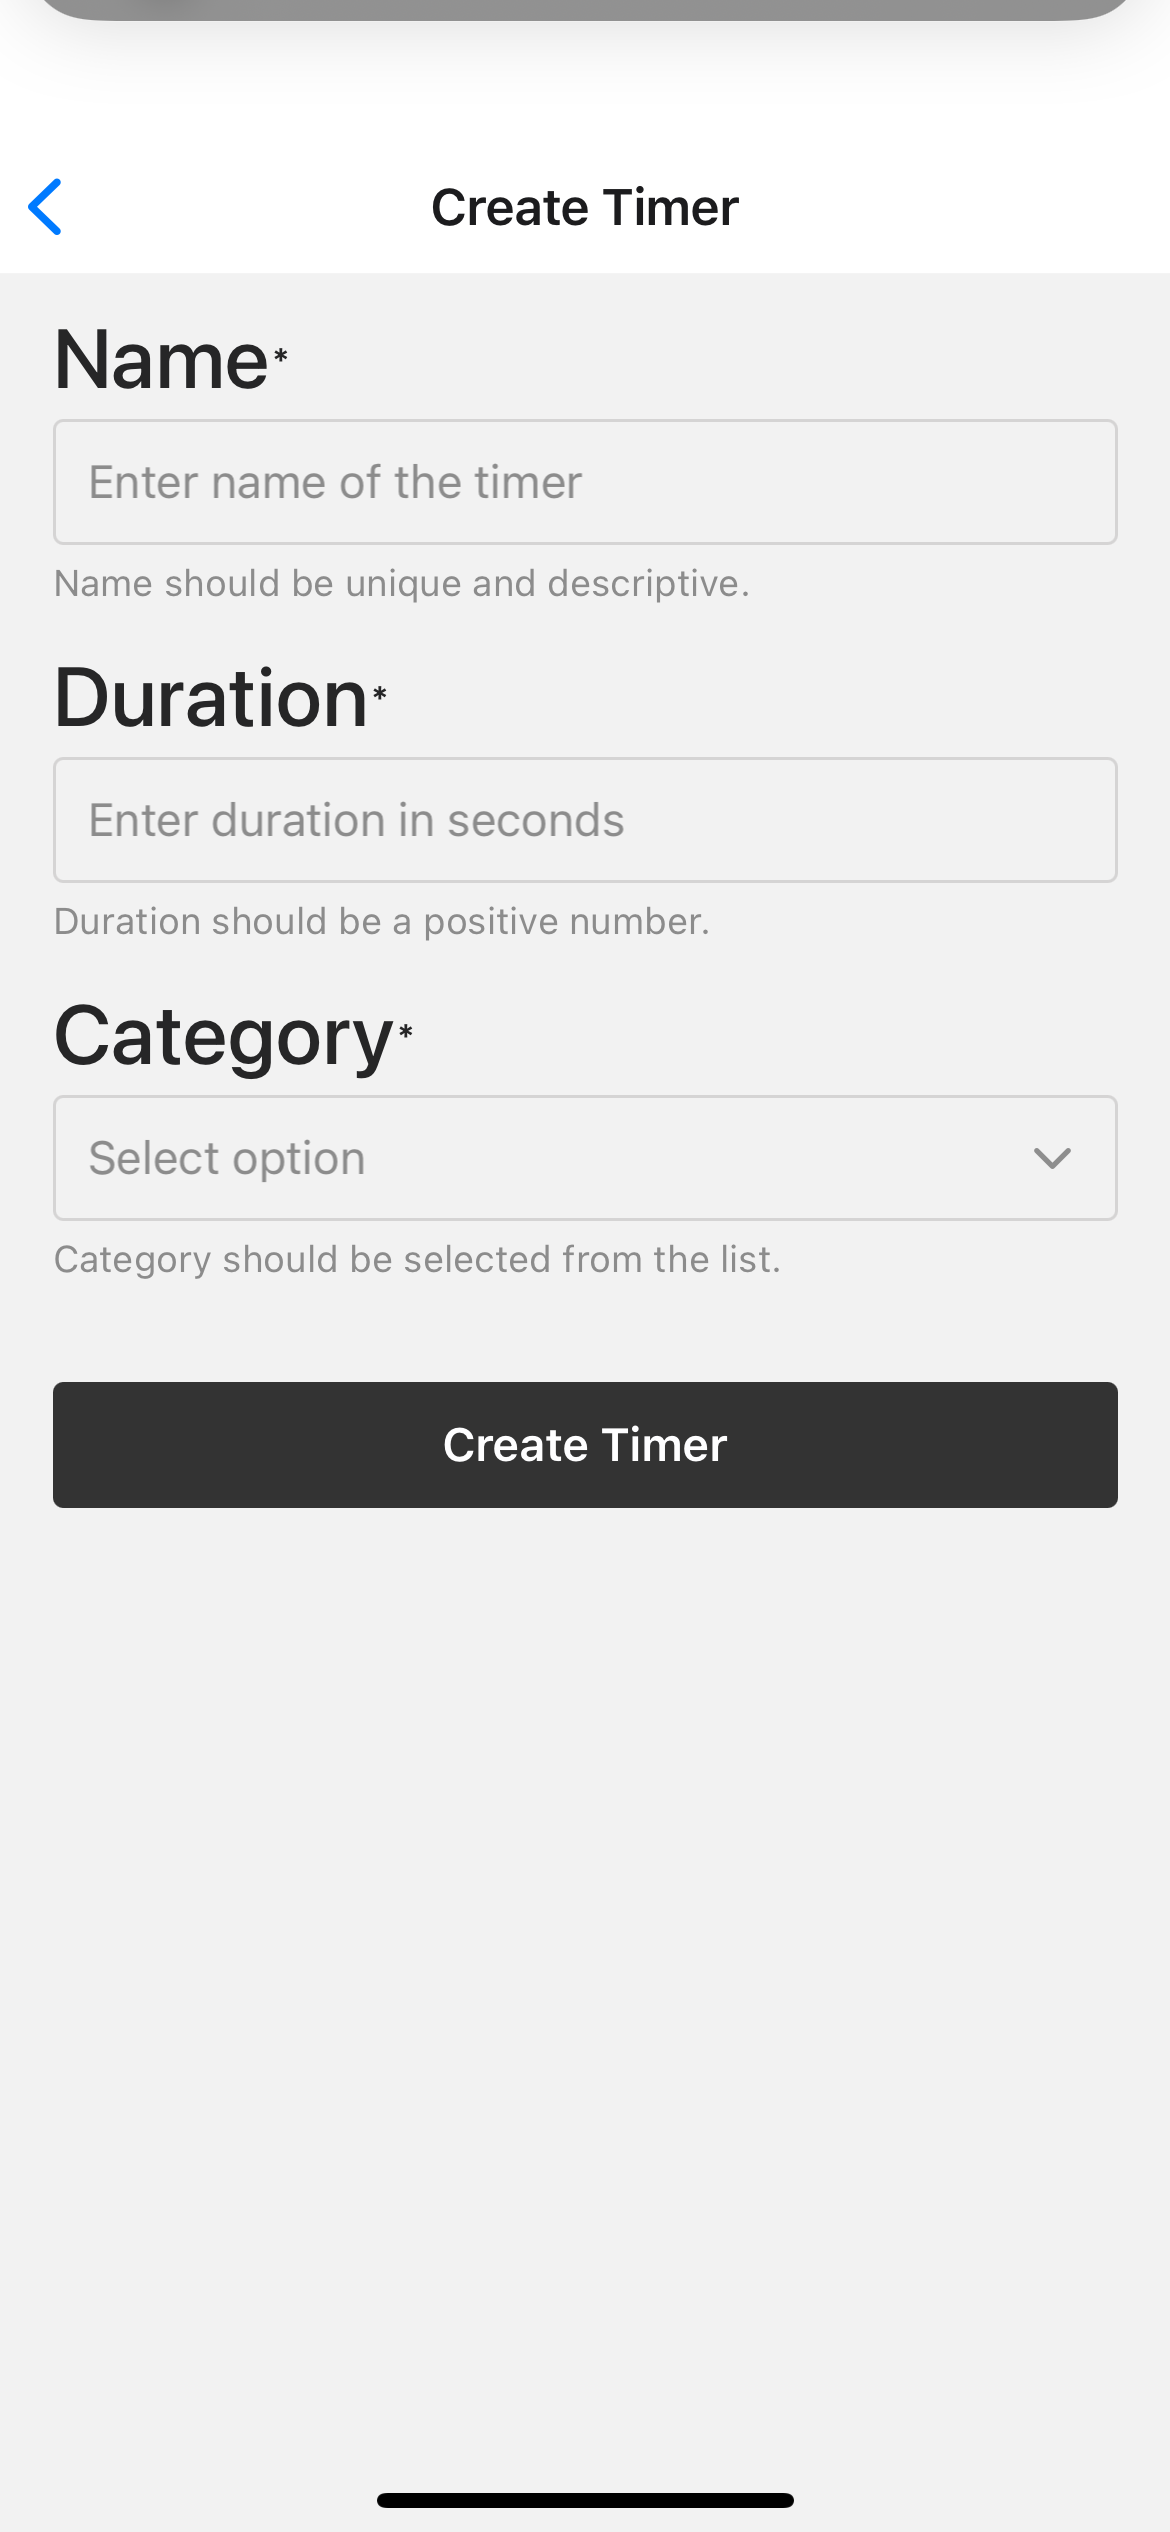 Create Timer
Name*
Enter name of the timer
Name should be unique and descriptive.
Duration*
Enter duration in seconds
Duration should be a positive number.
Category*
Select option
Category should be selected from the list.
Create Timer